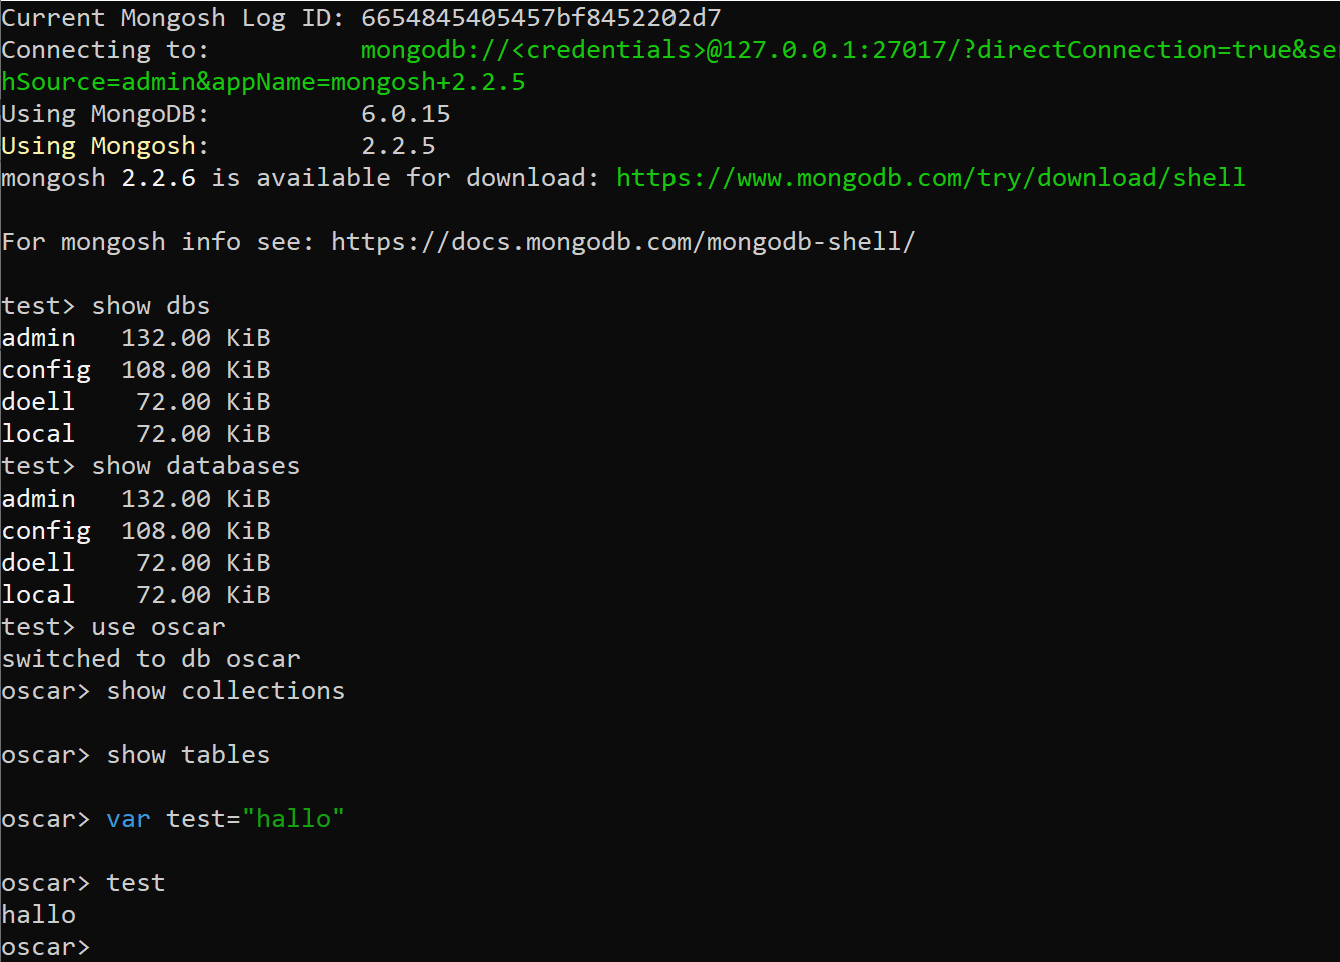 Current Mongosh Log ID: 6654845405457bf8452202d7
Connecting to:          mongodb://<credentials>@127.0.0.1:27017/?directConnection=true&ser
hSource=admin&appName=mongosh+2.2.5
Using MongoDB:          6.0.15
Using Mongosh:          2.2.5
mongosh 2.2.6 is available for download: https://www.mongodb.com/try/download/shell
For mongosh info see: https://docs.mongodb.com/mongodb-shell/
test> show dbs
admin   132.00 KiB
config  108.00 KiB
doell    72.00 KiB
local    72.00 KiB
test> show databases
admin   132.00 KiB
config  108.00 KiB
doell    72.00 KiB
local    72.00 KiB
test> use oscar
switched to db oscar
oscar> show collections
oscar> show tables
oscar> var test="hallo"
oscar> test
hallo
oscar>